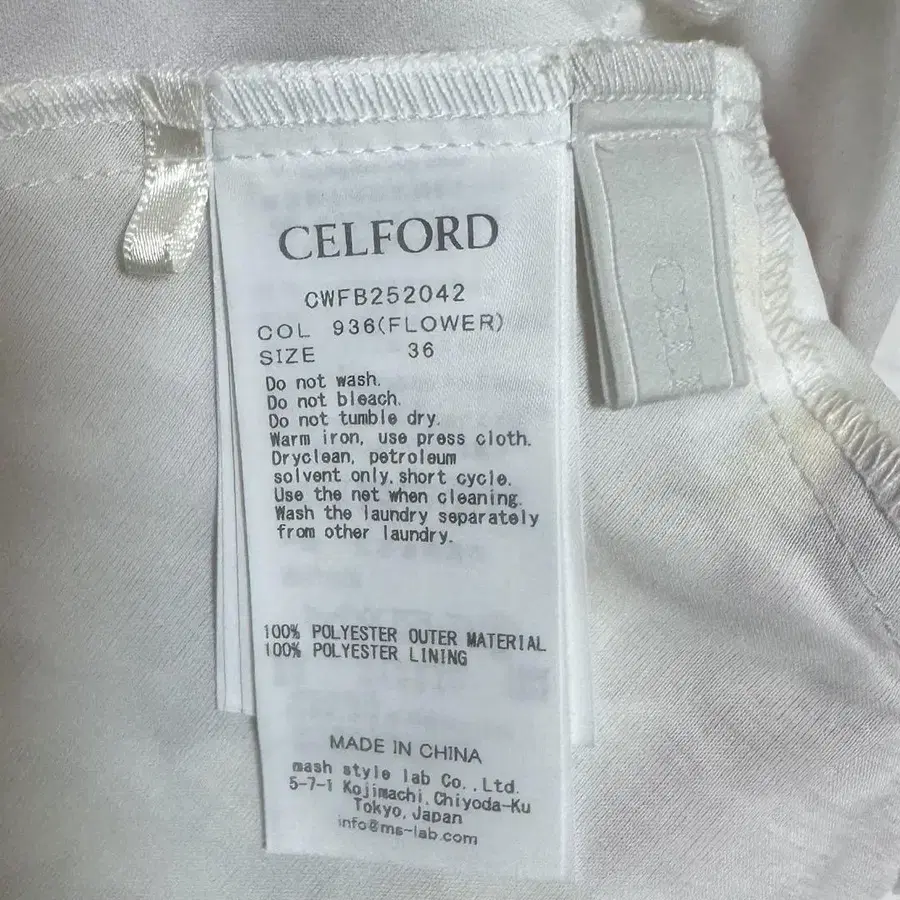 CELFORD
CWFB252042
COL 936(FLOWER)
SIZE 36
Do not wash.
Do not bleach.
Do not tumble dry.
Warm iron, use press cloth.
Dryclean, petroleum
solvent only, short cycle.
Use the net when cleaning.
Wash the laundry separately
from other laundry.
100% POLYESTER OUTER MATERIAL
100% POLYESTER LINING
MADE IN CHINA
mash style lab Co.,Ltd.
5-7-1 Kojimachi,Chiyoda-Ku
Tokyo,Japan
info@ms-lab.com